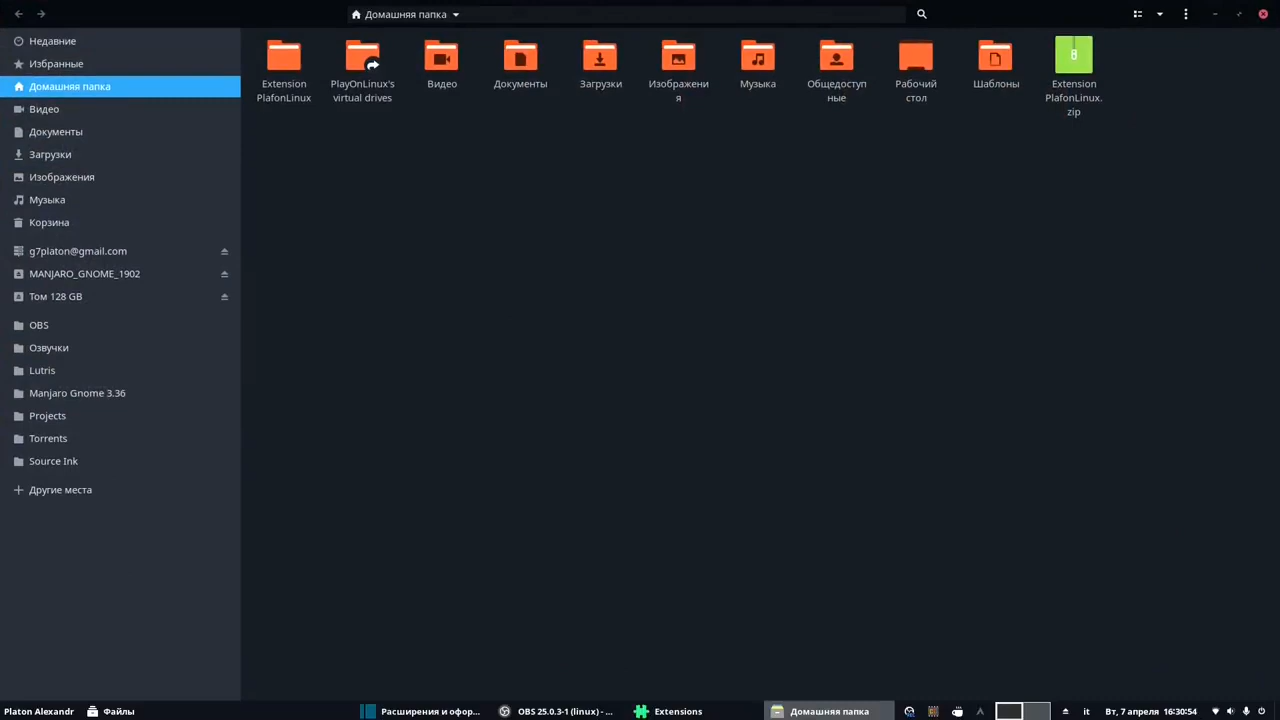 Домашняя папка
Недавние
Избранные
Домашняя папка
Видео
Документы
Загрузки
Изображения
Музыка
Корзина
g7platon@gmail.com
MANJARO_GNOME_1902
Том 128 GB
OBS
Озвучки
Lutris
Manjaro Gnome 3.36
Projects
Torrents
Source Ink
Другие места
Extension
PlafonLinux
PlayOnLinux's
virtual drives
Видео
Документы
Загрузки
Изображени
я
Музыка
Общедоступ
ные
Рабочий
стол
Шаблоны
Extension
PlafonLinux.
zip
Platon Alexandr
Файлы
Расширения и офор...
OBS 25.0.3-1 (linux) - ...
Extensions
Домашняя папка
it
Вт, 7 апреля 16:30:54